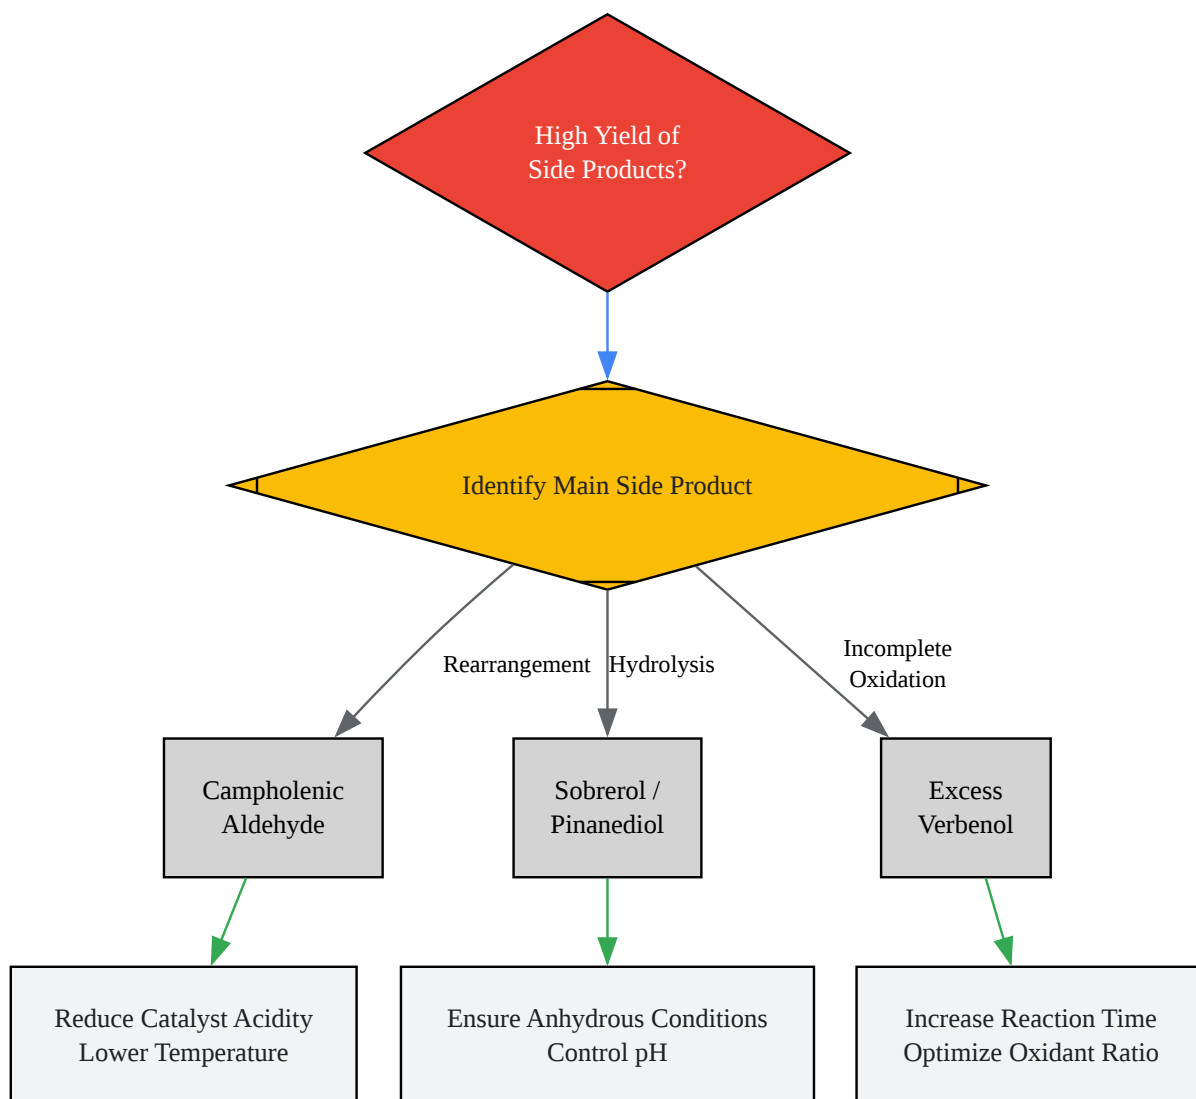 High Yield of
Side Products?
Identify Main Side Product
Rearrangement
Hydrolysis
Incomplete
Oxidation
Campholenic
Aldehyde
Sobrerol /
Pinanediol
Excess
Verbenol
Reduce Catalyst Acidity
Lower Temperature
Ensure Anhydrous Conditions
Control pH
Increase Reaction Time
Optimize Oxidant Ratio